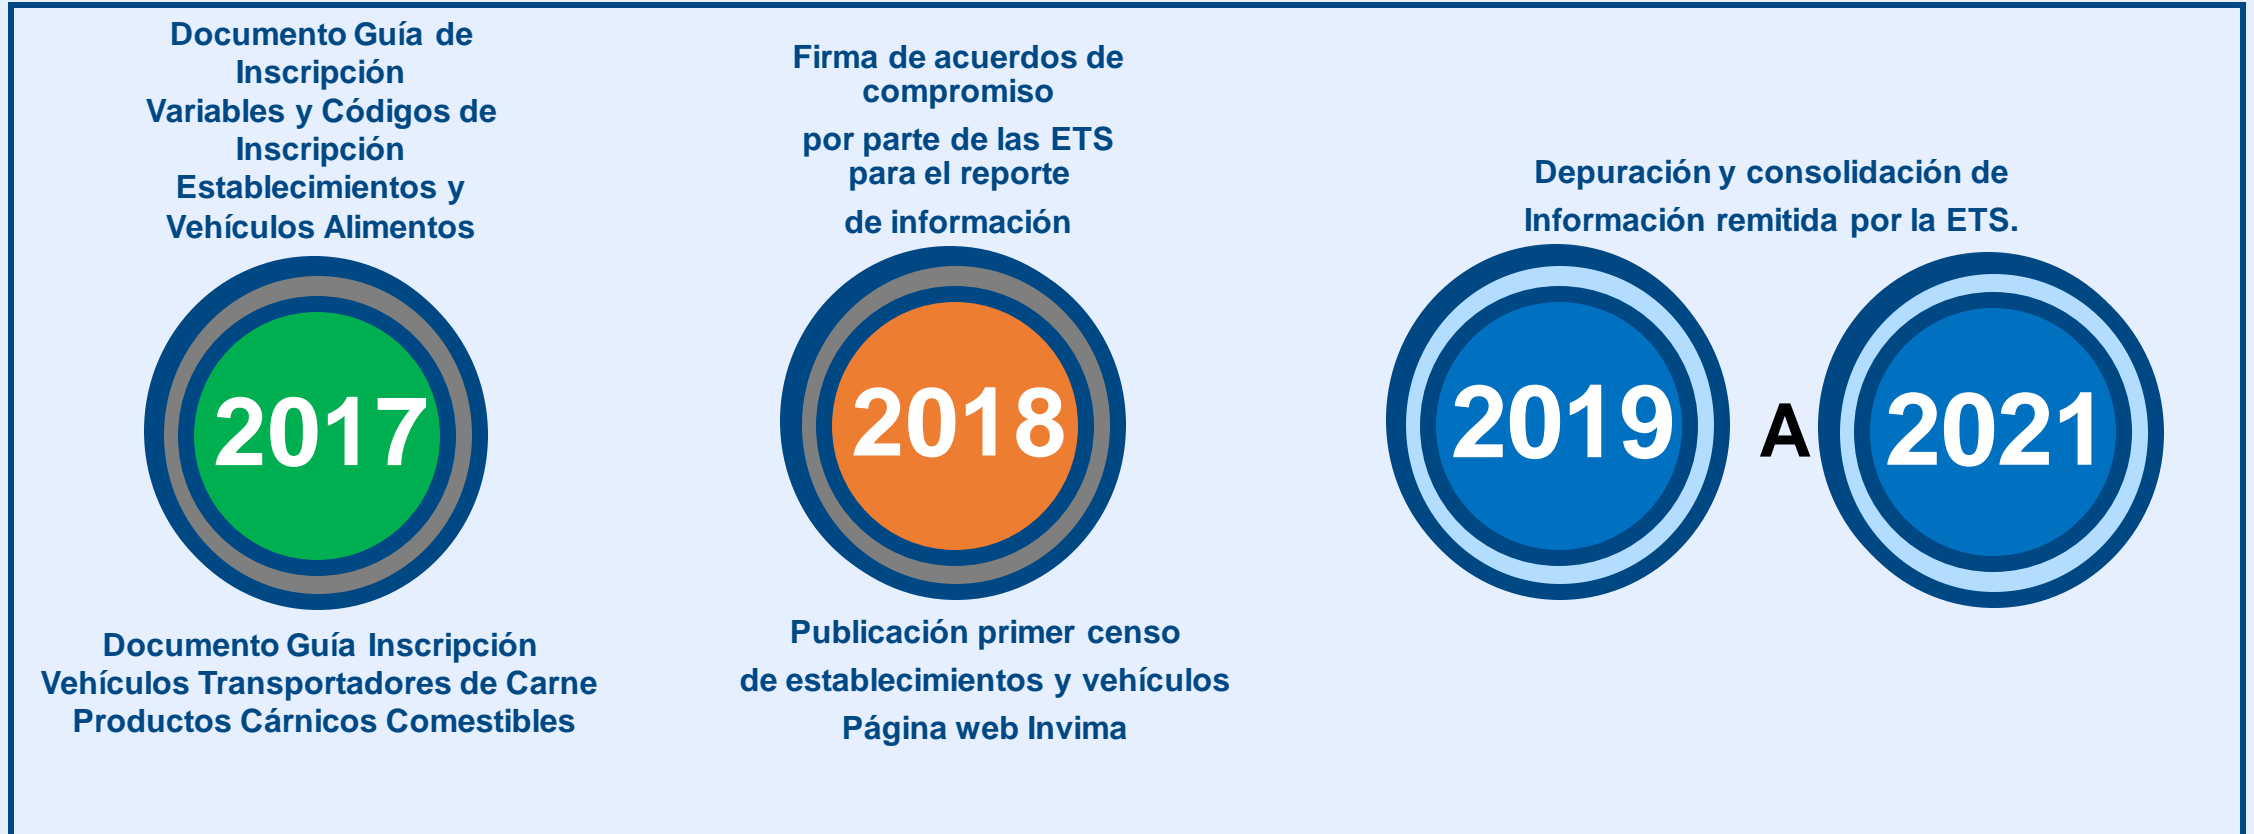 Documento Guía de
Inscripción
Variables y Códigos de
Inscripción
Establecimientos y
Vehículos Alimentos
2017
Documento Guía Inscripción
Vehículos Transportadores de Carne
Productos Cárnicos Comestibles
Firma de acuerdos de
compromiso
por parte de las ETS
para el reporte
de información
2018
Publicación primer censo
de establecimientos y vehículos
Página web Invima
Depuración y consolidación de
Información remitida por la ETS.
2019 A 2021